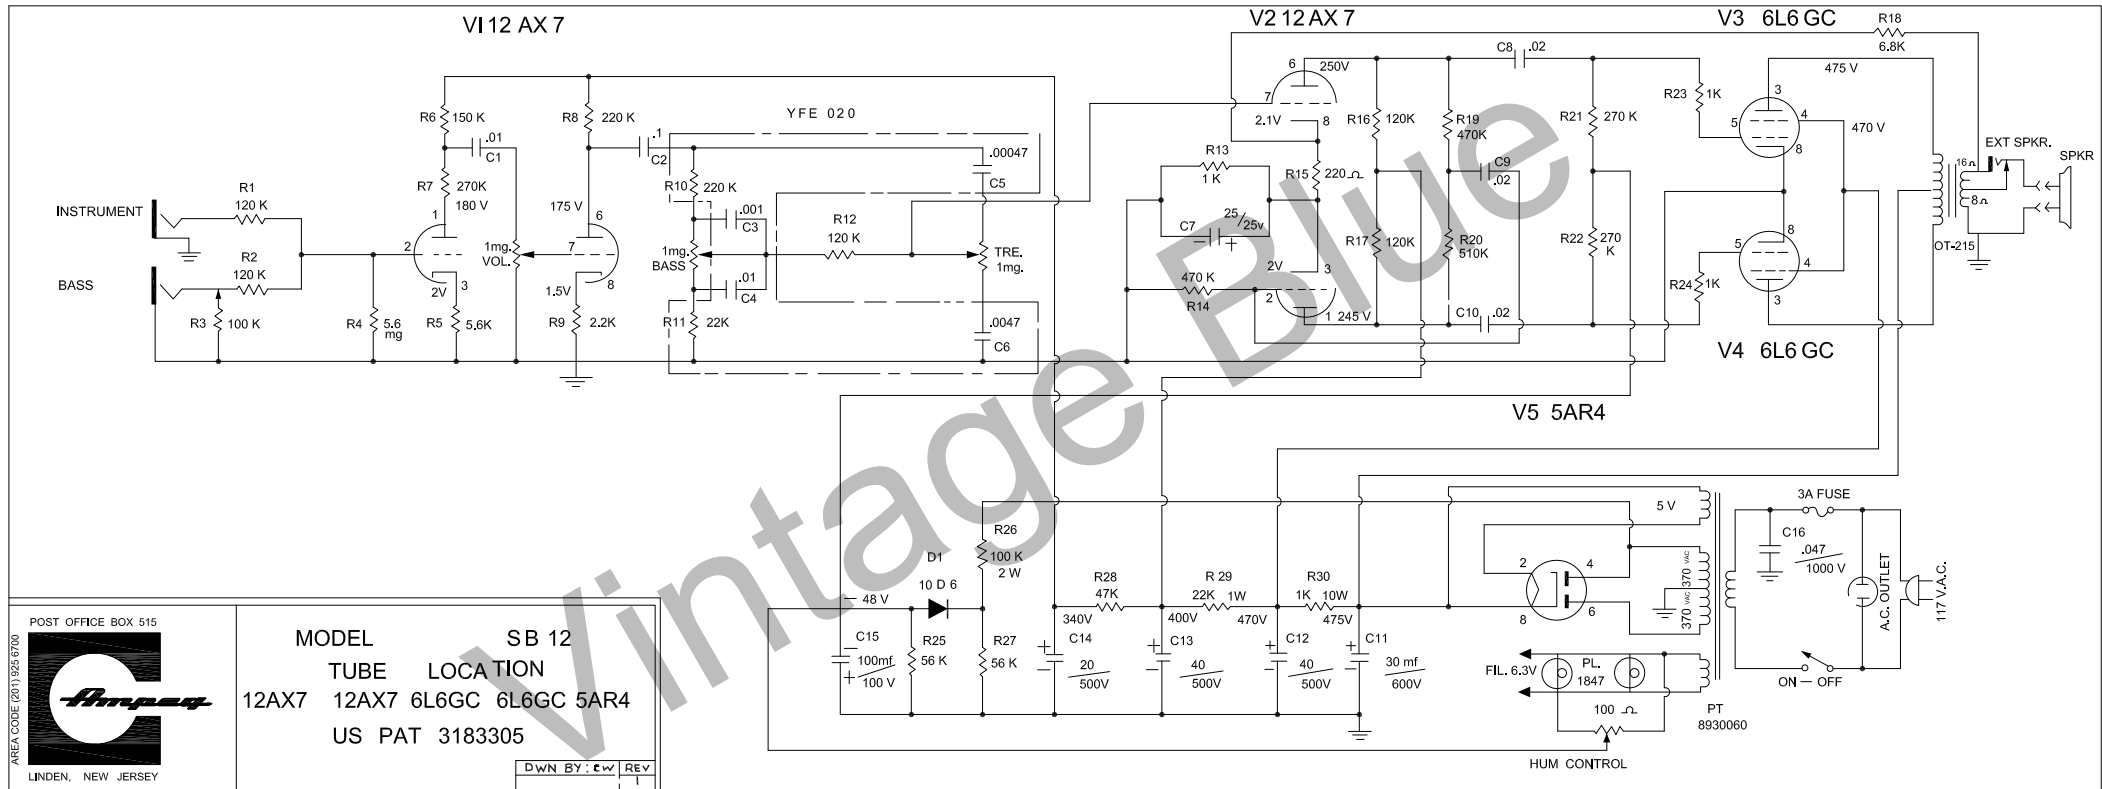 V1 12 AX 7
V2 12 AX 7
V3 6L6 GC
R18
6.8K
C8 .02
6 250V
475 V
R6 150 K
R8 220 K
YFE 020
.01
C1
.1
C2
7
2.1V 8
R16 120K
R19
470K
R21 270 K
R23 1K
3
5 4
470 V
8
EXT SPKR.
SPKR
R13
1 K
R15 220 Ω
C9
.02
.00047
C5
R7 270K
180 V
175 V 6
R10 220 K
R1
120 K
INSTRUMENT
1
2
1mg.
VOL.
7
.001
C3
R12
120 K
C7 25/25v
− +
16Ω
8Ω
OT-215
R2
120 K
1mg.
BASS
TRE.
1mg.
R17 120K
R20
510K
R22 270
K
8
5 4
3
BASS
3
2V
1.5V 8
.01
C4
470 K
R14
2V 3
2
1 245 V
R24 1K
R3 100 K
R4 5.6
mg
R5 5.6K
R9 2.2K
R11 22K
.0047
C6
C10 .02
V4 6L6 GC
V5 5AR4
Vintage Blue
5 V
3A FUSE
R26
100 K
2 W
D1
10 D 6
C16
.047/1000 V
A.C. OUTLET
117 V.A.C.
2 4
8 6
370 VAC 370 VAC
− 48 V
R28
47K
R 29
22K 1W
R30
1K 10W
340V
400V
470V
475V
C15
−
100mf
+ 100 V
R25
56 K
R27
56 K
+ C14
− 20/500V
+ C13
− 40/500V
+ C12
− 40/500V
+ C11
− 30 mf/600V
FIL. 6.3V
PL.
1847
ON — OFF
100 Ω
PT
8930060
HUM CONTROL
POST OFFICE BOX 515
AREA CODE (201) 925 6700
Ampeg
LINDEN, NEW JERSEY
MODEL SB 12
TUBE LOCATION
12AX7 12AX7 6L6GC 6L6GC 5AR4
US PAT 3183305
DWN BY: EW REV
1